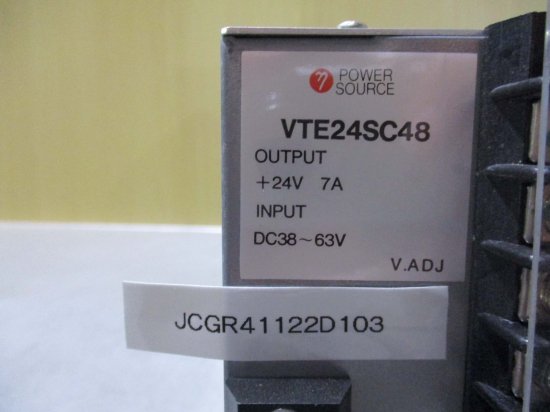 η POWER
SOURCE
VTE24SC48
OUTPUT
+24V 7A
INPUT
DC38~63V
V.ADJ
JCGR41122D103